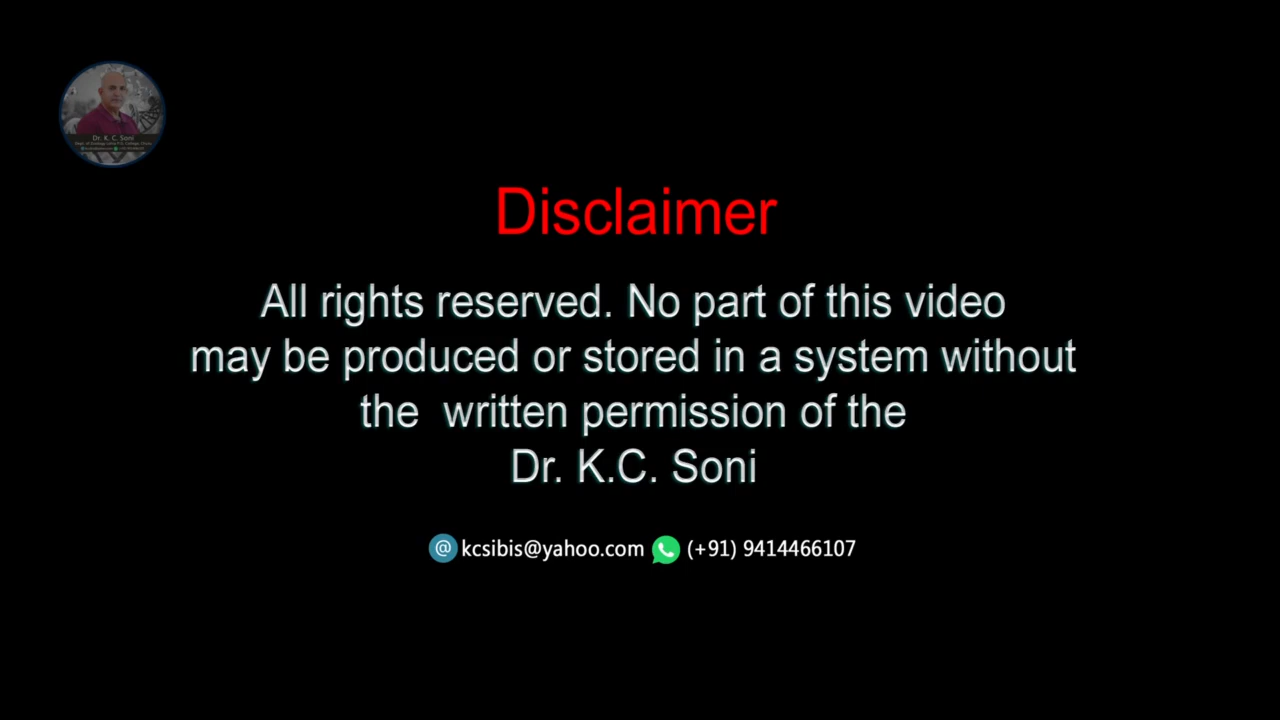 Dr. K. C. Soni
Disclaimer
All rights reserved. No part of this video
may be produced or stored in a system without
the written permission of the
Dr. K.C. Soni
@ kcsibis@yahoo.com (+91) 9414466107